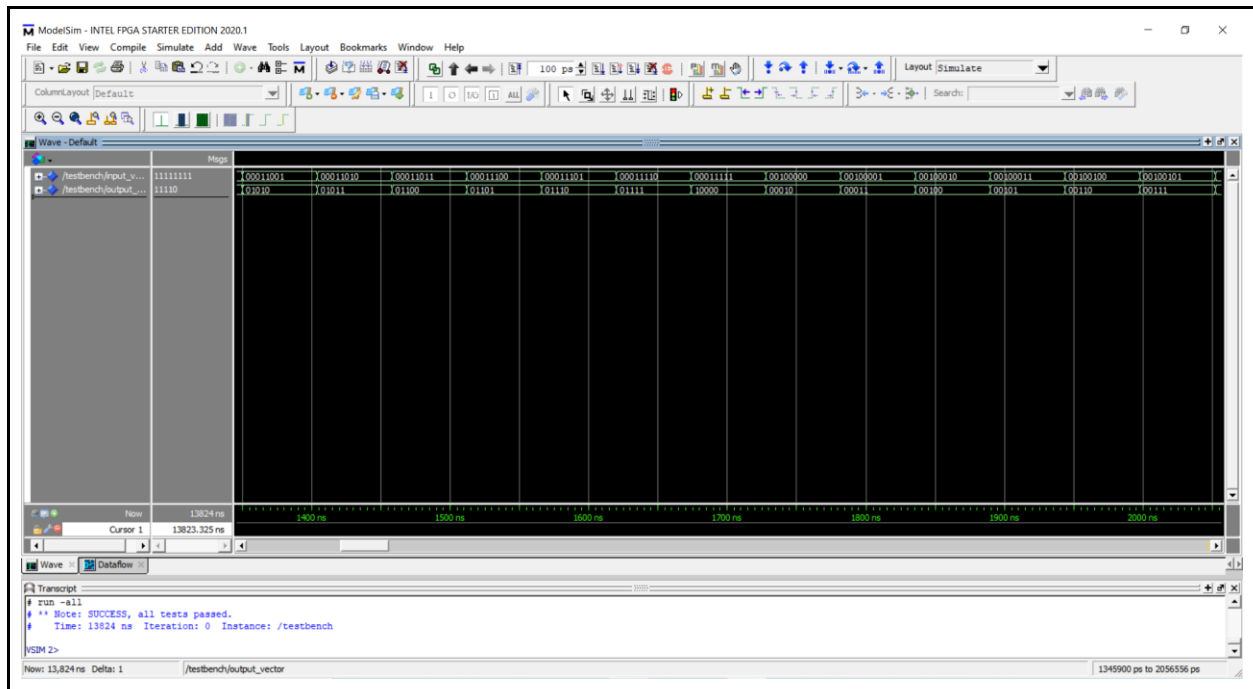 ModelSim - INTEL FPGA STARTER EDITION 2020.1
File Edit View Compile Simulate Add Wave Tools Layout Bookmarks Window Help
100 ps Layout Simulate
ColumnLayout Default Search:
Wave - Default
Msgs
/testbench/input_v... 11111111 00011001 00011010 00011011 00011100 00011101 00011110 00011111 00100000 00100001 00100010 00100011 00100100 00100101
/testbench/output_... 11110 01010 01011 01100 01101 01110 01111 10000 00010 00011 00100 00101 00110 00111
Now 13824 ns 1400 ns 1500 ns 1600 ns 1700 ns 1800 ns 1900 ns 2000 ns
Cursor 1 13823.325 ns
Wave Dataflow
Transcript
# run -all
# ** Note: SUCCESS, all tests passed.
# Time: 13824 ns Iteration: 0 Instance: /testbench
VSIM 2>
Now: 13,824 ns Delta: 1 /testbench/output_vector 1345900 ps to 2056556 ps